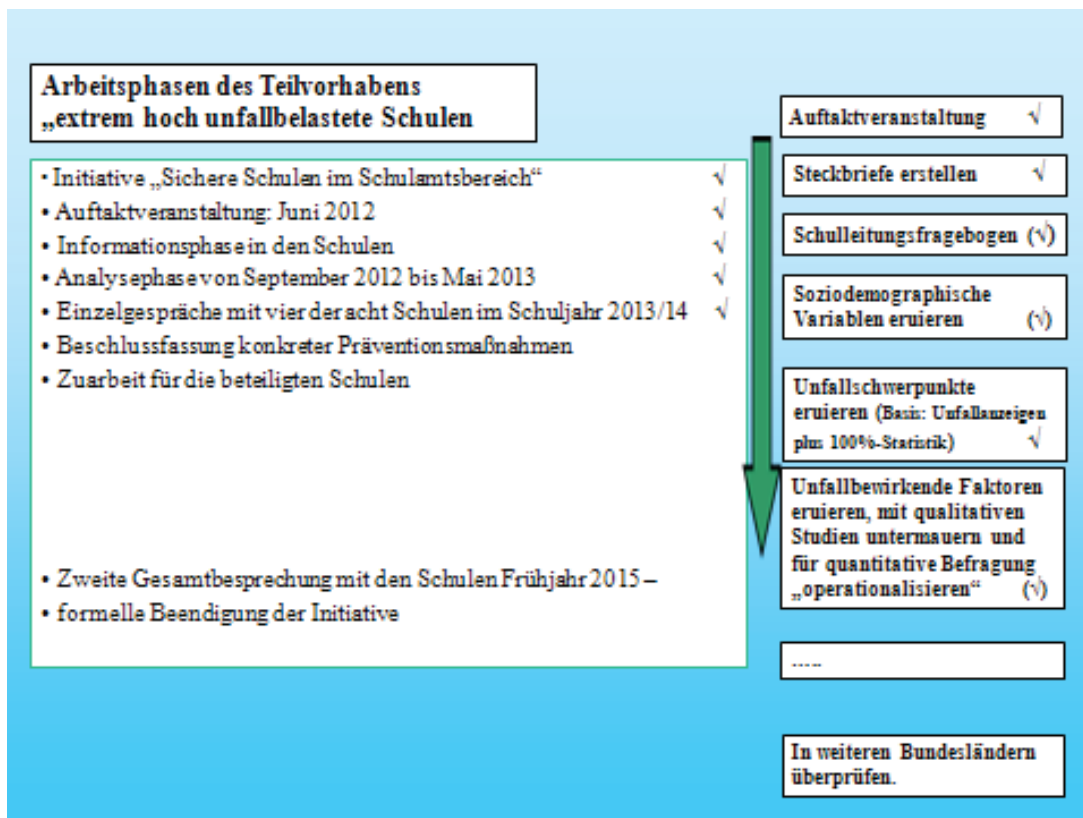 Arbeitsphasen des Teilvorhabens
„extrem hoch unfallbelastete Schulen
• Initiative „Sichere Schulen im Schulamtsbereich“ √
• Auftaktveranstaltung: Juni 2012 √
• Informationsphase in den Schulen √
• Analysephase von September 2012 bis Mai 2013 √
• Einzelgespräche mit vier der acht Schulen im Schuljahr 2013/14 √
• Beschlussfassung konkreter Präventionsmaßnahmen
• Zuarbeit für die beteiligten Schulen
• Zweite Gesamtbesprechung mit den Schulen Frühjahr 2015 –
• formelle Beendigung der Initiative
Auftaktveranstaltung √
Steckbriefe erstellen √
Schulleitungsfragebogen (√)
Soziodemographische
Variablen eruieren (√)
Unfallschwerpunkte
eruieren (Basis: Unfallanzeigen
plus 100%-Statistik) √
Unfallbewirkende Faktoren
eruieren, mit qualitativen
Studien untermauern und
für quantitative Befragung
„operationalisieren“ (√)
.....
In weiteren Bundesländern
überprüfen.